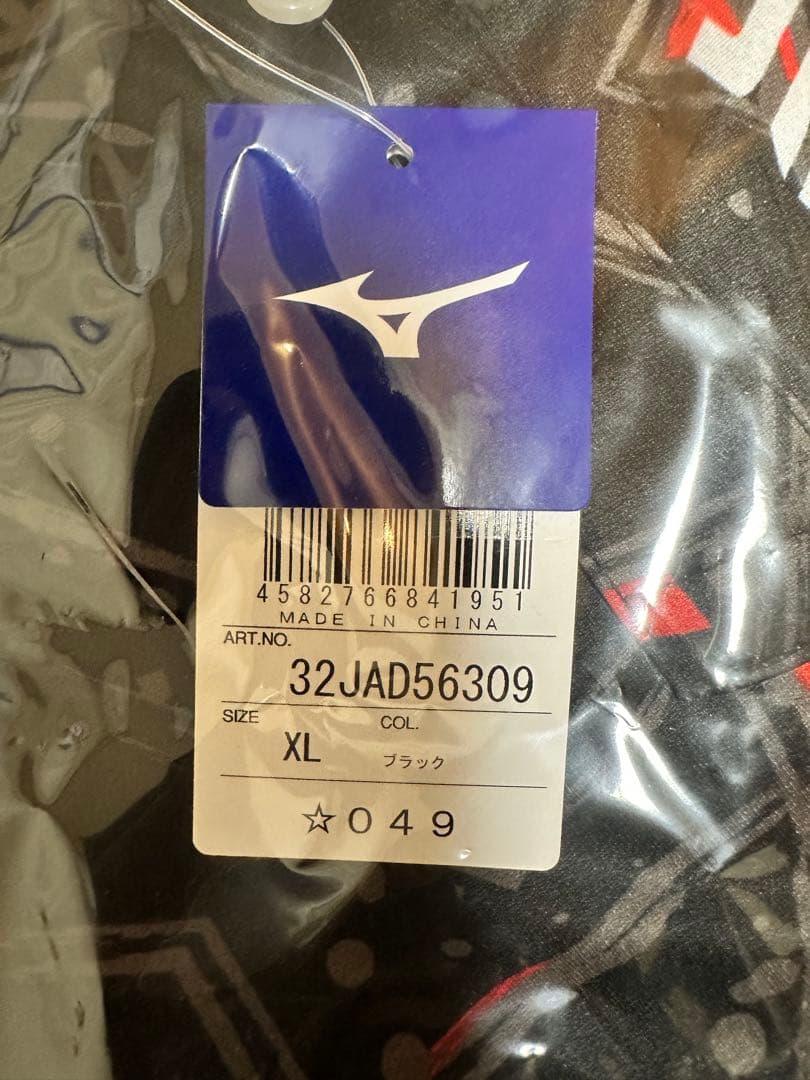 4582766841951
MADE IN CHINA
ART.NO.
32JAD56309
SIZE COL.
XL ブラック
☆049